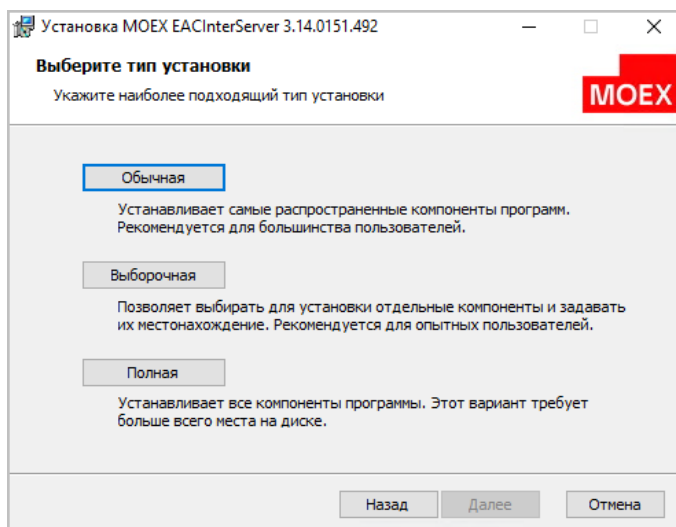 Установка MOEX EACInterServer 3.14.0151.492
Выберите тип установки
Укажите наиболее подходящий тип установки
MOEX
Обычная
Устанавливает самые распространенные компоненты программ.
Рекомендуется для большинства пользователей.
Выборочная
Позволяет выбирать для установки отдельные компоненты и задавать
их местонахождение. Рекомендуется для опытных пользователей.
Полная
Устанавливает все компоненты программы. Этот вариант требует
больше всего места на диске.
Назад
Далее
Отмена